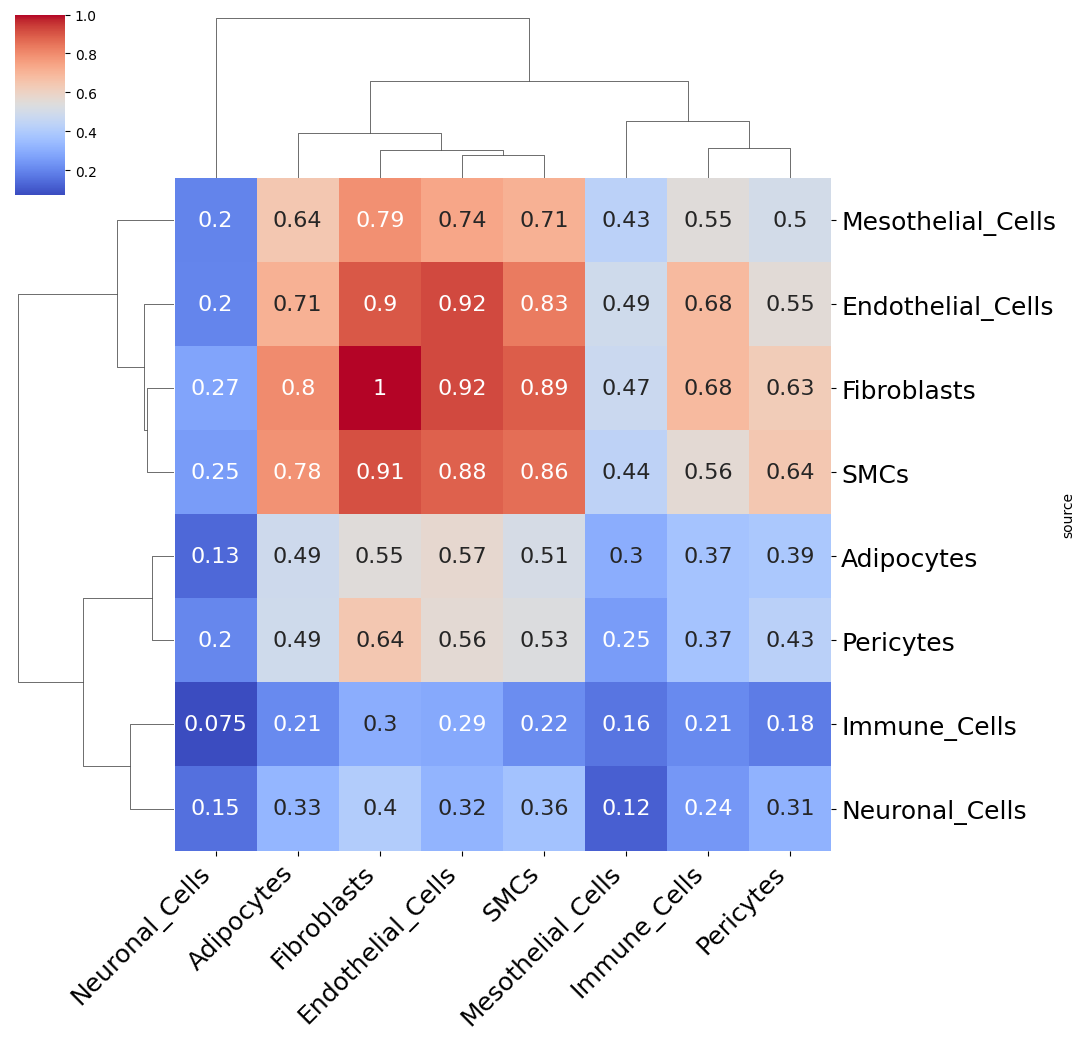 1.0
0.8
0.6
0.4
0.2
0.2 0.64 0.79 0.74 0.71 0.43 0.55 0.5 Mesothelial_Cells
0.2 0.71 0.9 0.92 0.83 0.49 0.68 0.55 Endothelial_Cells
0.27 0.8 1 0.92 0.89 0.47 0.68 0.63 Fibroblasts
0.25 0.78 0.91 0.88 0.86 0.44 0.56 0.64 SMCs
source
0.13 0.49 0.55 0.57 0.51 0.3 0.37 0.39 Adipocytes
0.2 0.49 0.64 0.56 0.53 0.25 0.37 0.43 Pericytes
0.075 0.21 0.3 0.29 0.22 0.16 0.21 0.18 Immune_Cells
0.15 0.33 0.4 0.32 0.36 0.12 0.24 0.31 Neuronal_Cells
Neuronal_Cells
Adipocytes
Fibroblasts
Endothelial_Cells
SMCs
Mesothelial_Cells
Immune_Cells
Pericytes